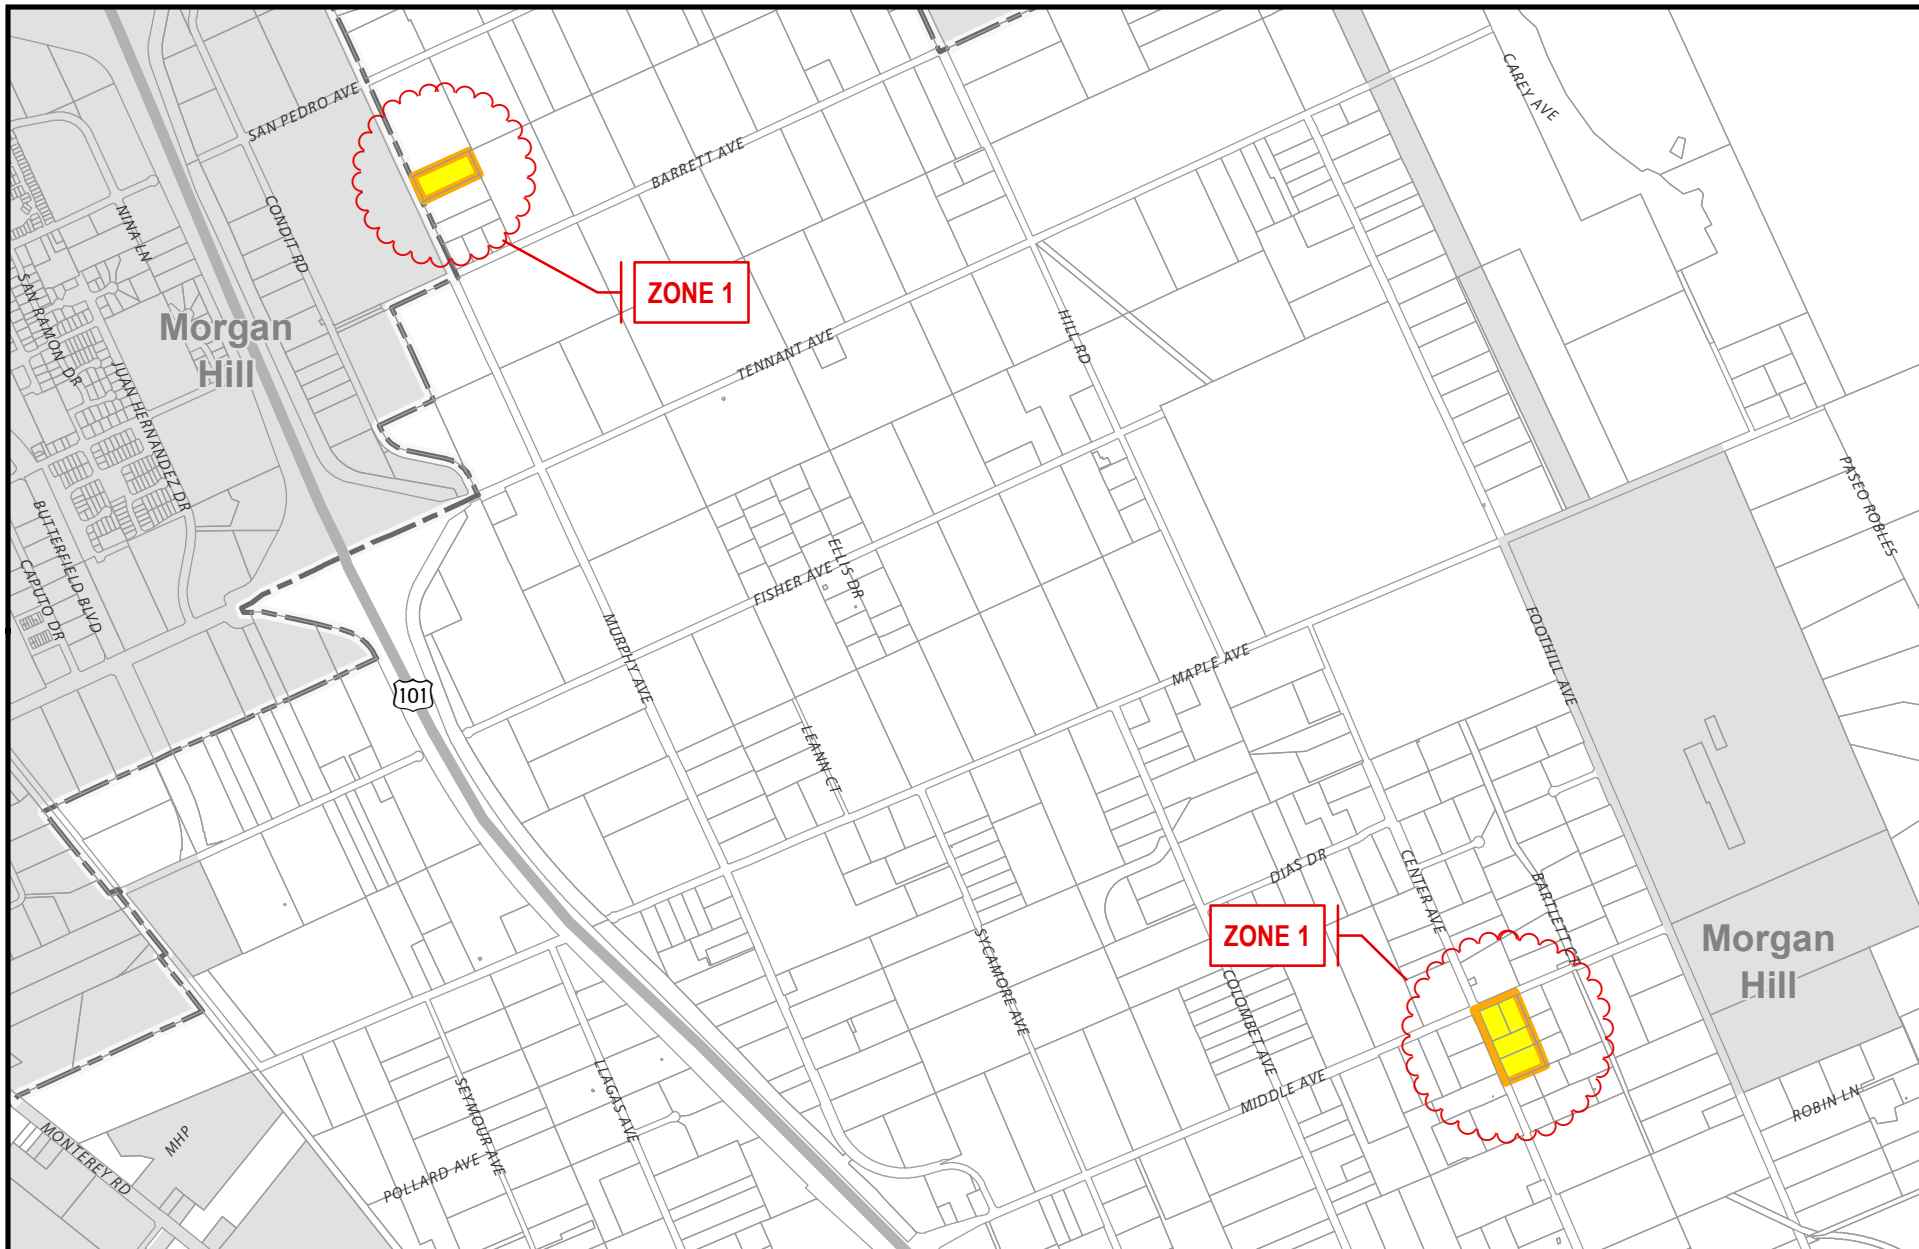 CAREY AVE
SAN PEDRO AVE
BARRETT AVE
NINA LN
CONDIT RD
ZONE 1
SAN RAMON DR
Morgan
Hill
HILL RD
TENNANT AVE
JUAN HERNANDEZ DR
PASEO ROBLES
BUTTERFIELD BLVD
CAPUTO DR
ELLIS DR
FISHER AVE
MURPHY AVE
FOOTHILL AVE
MAPLE AVE
101
LEANN CT
DIAS DR
CENTER AVE
BARTLETT CT
ZONE 1
Morgan
Hill
SYCAMORE AVE
COLOMBET AVE
MIDDLE AVE
ROBIN LN
SEYMOUR AVE
LLAGAS AVE
MHP
MONTEREY RD
POLLARD AVE